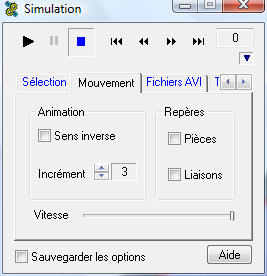 Simulation
0
Sélection Mouvement Fichiers AVI
Animation Repères
Sens inverse Pièces
Incrément 3 Liaisons
Vitesse
Sauvegarder les options Aide